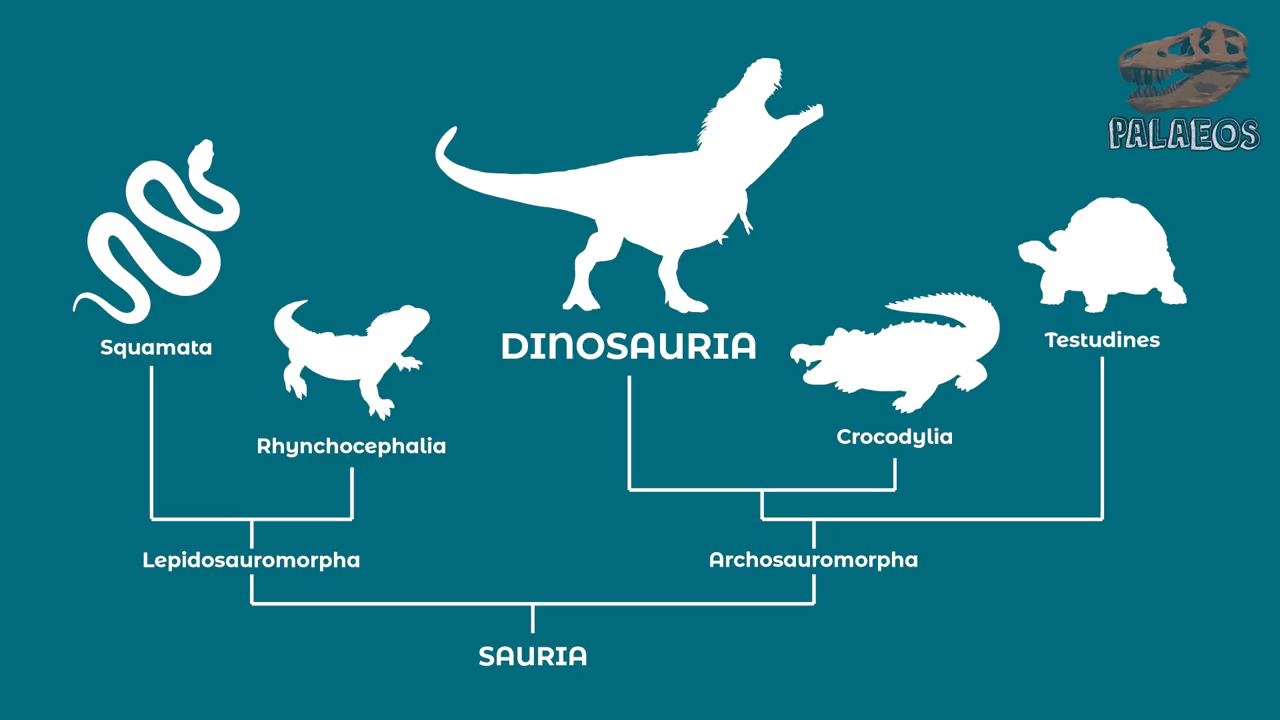 PALAEOS
Squamata
DINOSAURIA
Testudines
Rhynchocephalia
Crocodylia
Lepidosauromorpha
Archosauromorpha
SAURIA